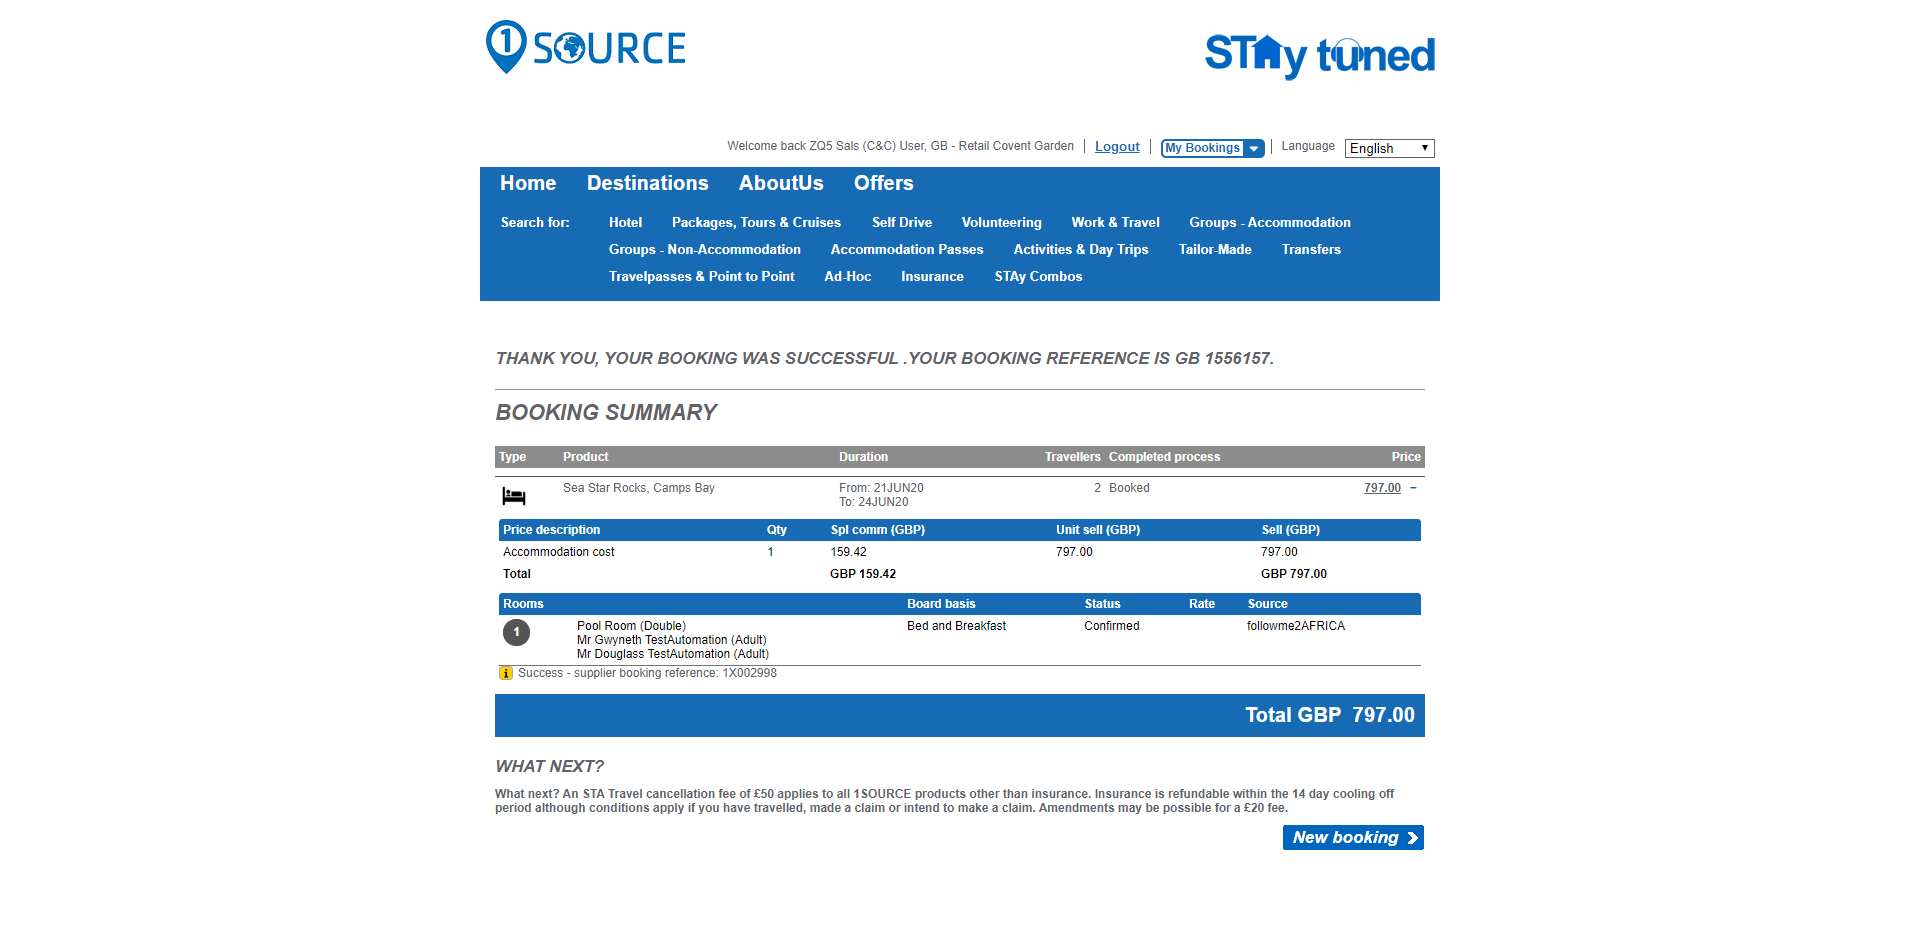 1 SOURCE
STAy tuned
Welcome back ZQ5 Sals (C&C) User, GB - Retail Covent Garden Logout My Bookings Language English
Home Destinations AboutUs Offers
Search for: Hotel Packages, Tours & Cruises Self Drive Volunteering Work & Travel Groups - Accommodation
Groups - Non-Accommodation Accommodation Passes Activities & Day Trips Tailor-Made Transfers
Travelpasses & Point to Point Ad-Hoc Insurance STAy Combos
THANK YOU, YOUR BOOKING WAS SUCCESSFUL .YOUR BOOKING REFERENCE IS GB 1556157.
BOOKING SUMMARY
Type Product Duration Travellers Completed process Price
Sea Star Rocks, Camps Bay From: 21JUN20 2 Booked 797.00 –
To: 24JUN20
Price description Qty Spl comm (GBP) Unit sell (GBP) Sell (GBP)
Accommodation cost 1 159.42 797.00 797.00
Total GBP 159.42 GBP 797.00
Rooms Board basis Status Rate Source
1 Pool Room (Double) Bed and Breakfast Confirmed followme2AFRICA
Mr Gwyneth TestAutomation (Adult)
Mr Douglass TestAutomation (Adult)
i Success - supplier booking reference: 1X002998
Total GBP 797.00
WHAT NEXT?
What next? An STA Travel cancellation fee of £50 applies to all 1SOURCE products other than insurance. Insurance is refundable within the 14 day cooling off
period although conditions apply if you have travelled, made a claim or intend to make a claim. Amendments may be possible for a £20 fee.
New booking